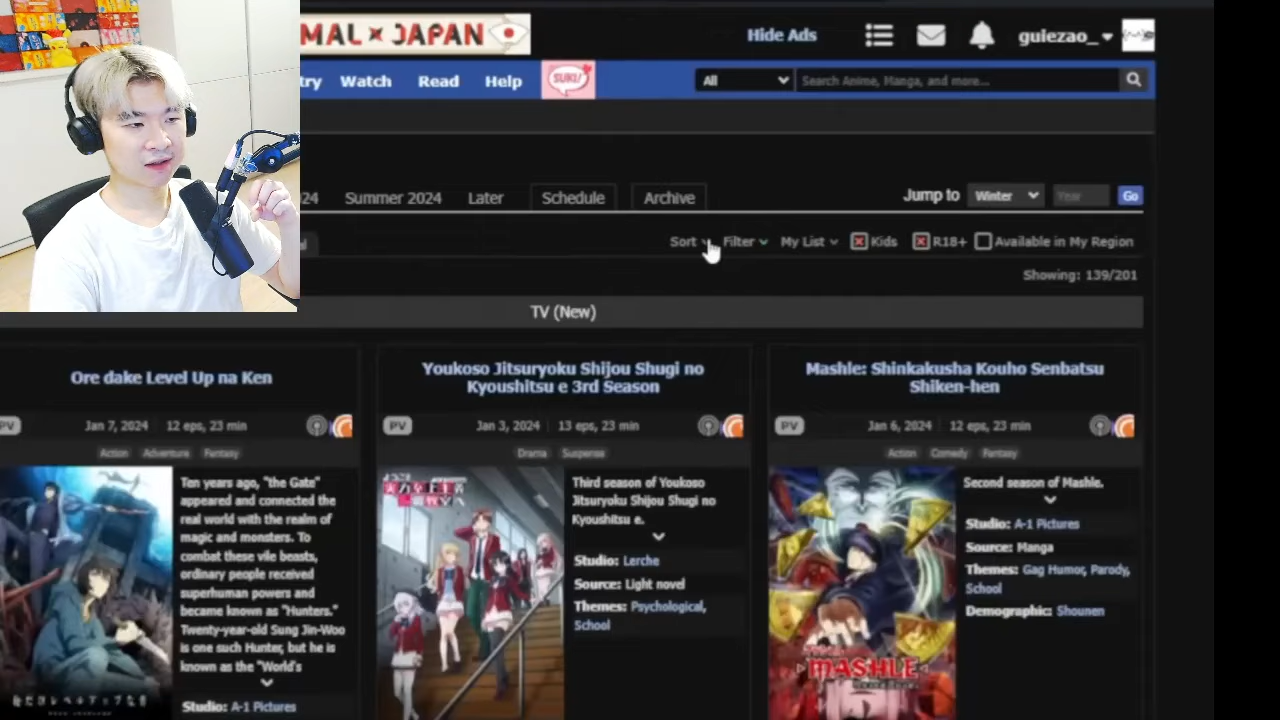 MAL × JAPAN
Hide Ads
gulezao_
try
Watch
Read
Help
SUKI!
All
Search Anime, Manga, and more...
24
Summer 2024
Later
Schedule
Archive
Jump to
Winter
Year
Go
Sort
Filter
My List
Kids
R18+
Available in My Region
Showing: 139/201
TV (New)
Ore dake Level Up na Ken
PV
Jan 7, 2024
12 eps, 23 min
Action
Adventure
Fantasy
Ten years ago, "the Gate"
appeared and connected the
real world with the realm of
magic and monsters. To
combat these vile beasts,
ordinary people received
superhuman powers and
became known as "Hunters."
Twenty-year-old Sung Jin-Woo
is one such Hunter, but he is
known as the "World's
Studio: A-1 Pictures
Youkoso Jitsuryoku Shijou Shugi no
Kyoushitsu e 3rd Season
PV
Jan 3, 2024
13 eps, 23 min
Drama
Suspense
Third season of Youkoso
Jitsuryoku Shijou Shugi no
Kyoushitsu e.
Studio: Lerche
Source: Light novel
Themes: Psychological,
School
Mashle: Shinkakusha Kouho Senbatsu
Shiken-hen
PV
Jan 6, 2024
12 eps, 23 min
Action
Comedy
Fantasy
Second season of Mashle.
Studio: A-1 Pictures
Source: Manga
Themes: Gag Humor, Parody,
School
Demographic: Shounen
MASHLE